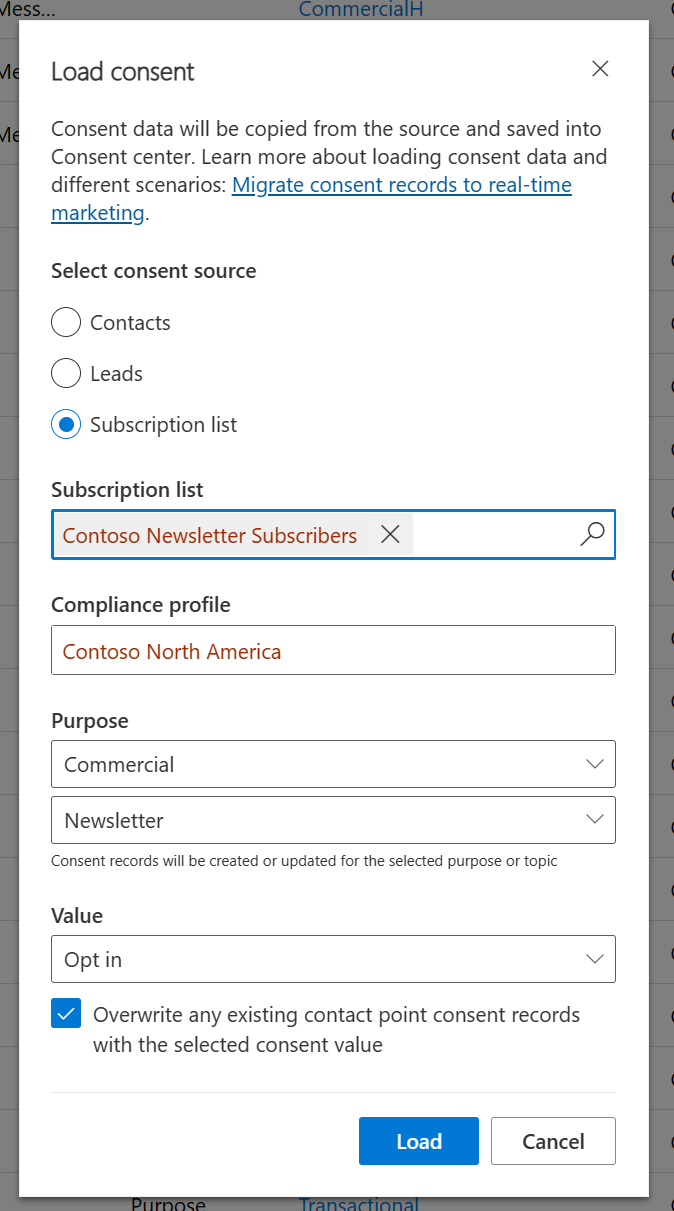 Mess...
CommercialH
Load consent
Me
Consent data will be copied from the source and saved into
Consent center. Learn more about loading consent data and
Me
different scenarios: Migrate consent records to real-time
marketing.
Select consent source
Contacts
Leads
Subscription list
Subscription list
Contoso Newsletter Subscribers
Compliance profile
Contoso North America
Purpose
Commercial
Newsletter
Consent records will be created or updated for the selected purpose or topic
Value
Opt in
Overwrite any existing contact point consent records
with the selected consent value
Load
Cancel
Purpose
Transactional